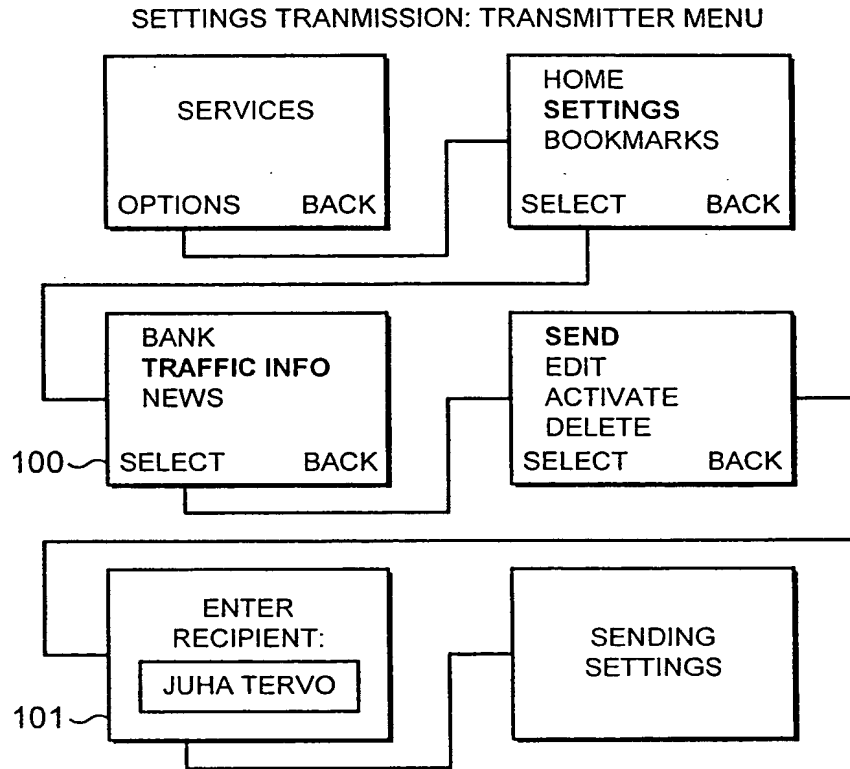 SETTINGS TRANMISSION: TRANSMITTER MENU
SERVICES
OPTIONS BACK
HOME
SETTINGS
BOOKMARKS
SELECT BACK
BANK
TRAFFIC INFO
NEWS
100 SELECT BACK
SEND
EDIT
ACTIVATE
DELETE
SELECT BACK
ENTER
RECIPIENT:
JUHA TERVO
101
SENDING
SETTINGS